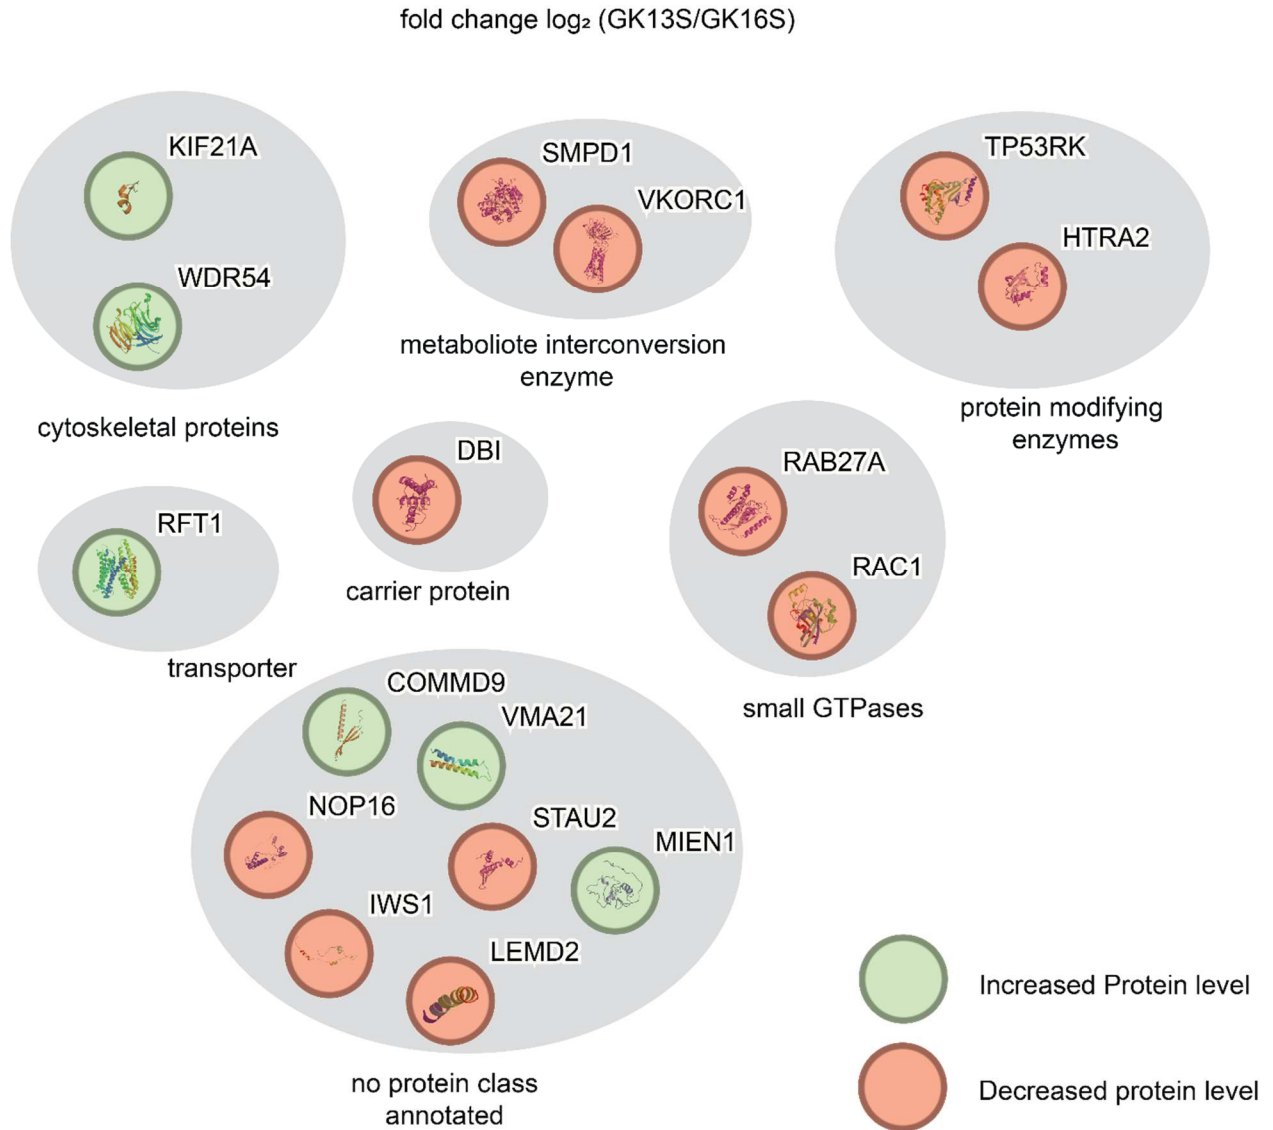 fold change log₂ (GK13S/GK16S)
KIF21A
WDR54
cytoskeletal proteins
SMPD1
VKORC1
metaboliote interconversion
enzyme
TP53RK
HTRA2
protein modifying
enzymes
RFT1
transporter
DBI
carrier protein
RAB27A
RAC1
small GTPases
COMMD9
VMA21
NOP16
STAU2
MIEN1
IWS1
LEMD2
no protein class
annotated
Increased Protein level
Decreased protein level